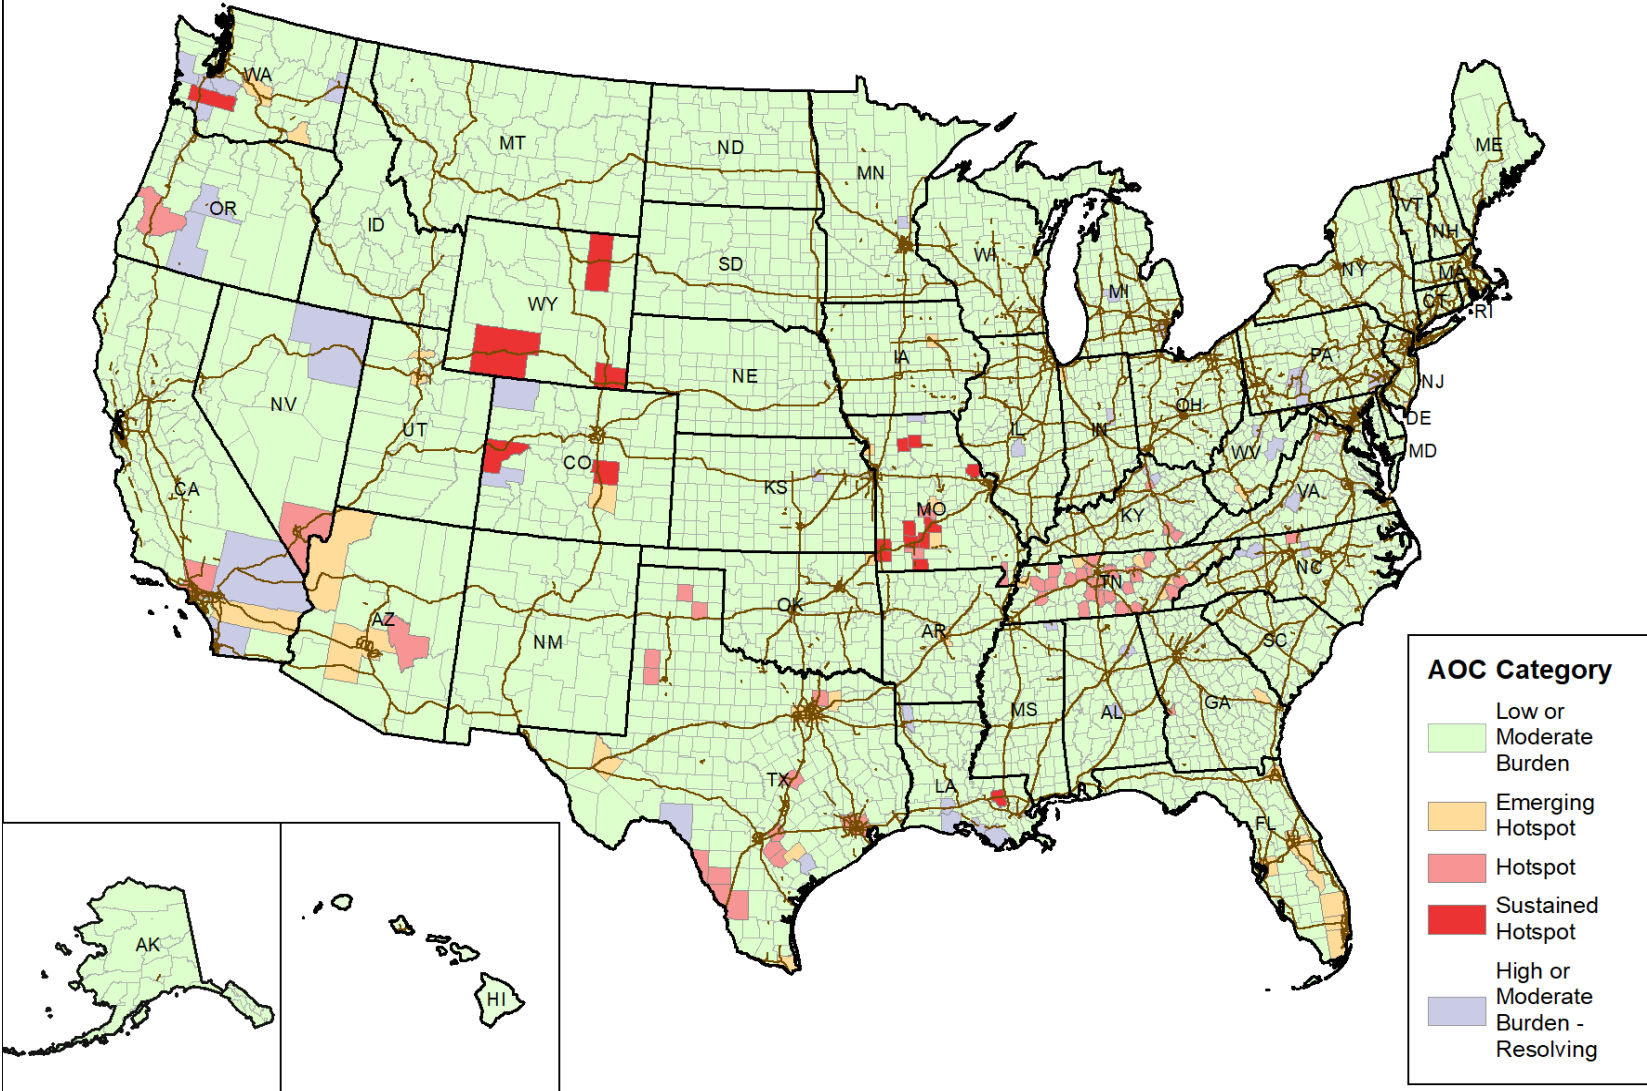 WA
MT
ND
MN
ME
OR
ID
SD
WI
MI
VT
NH
NY
MA
CT
RI
WY
IA
NE
PA
NJ
NV
UT
CO
IL
IN
OH
DE
MD
WV
CA
KS
MO
KY
VA
AZ
NM
OK
AR
TN
NC
SC
MS
AL
GA
TX
LA
FL
AK
HI
AOC Category
Low or
Moderate
Burden
Emerging
Hotspot
Hotspot
Sustained
Hotspot
High or
Moderate
Burden -
Resolving